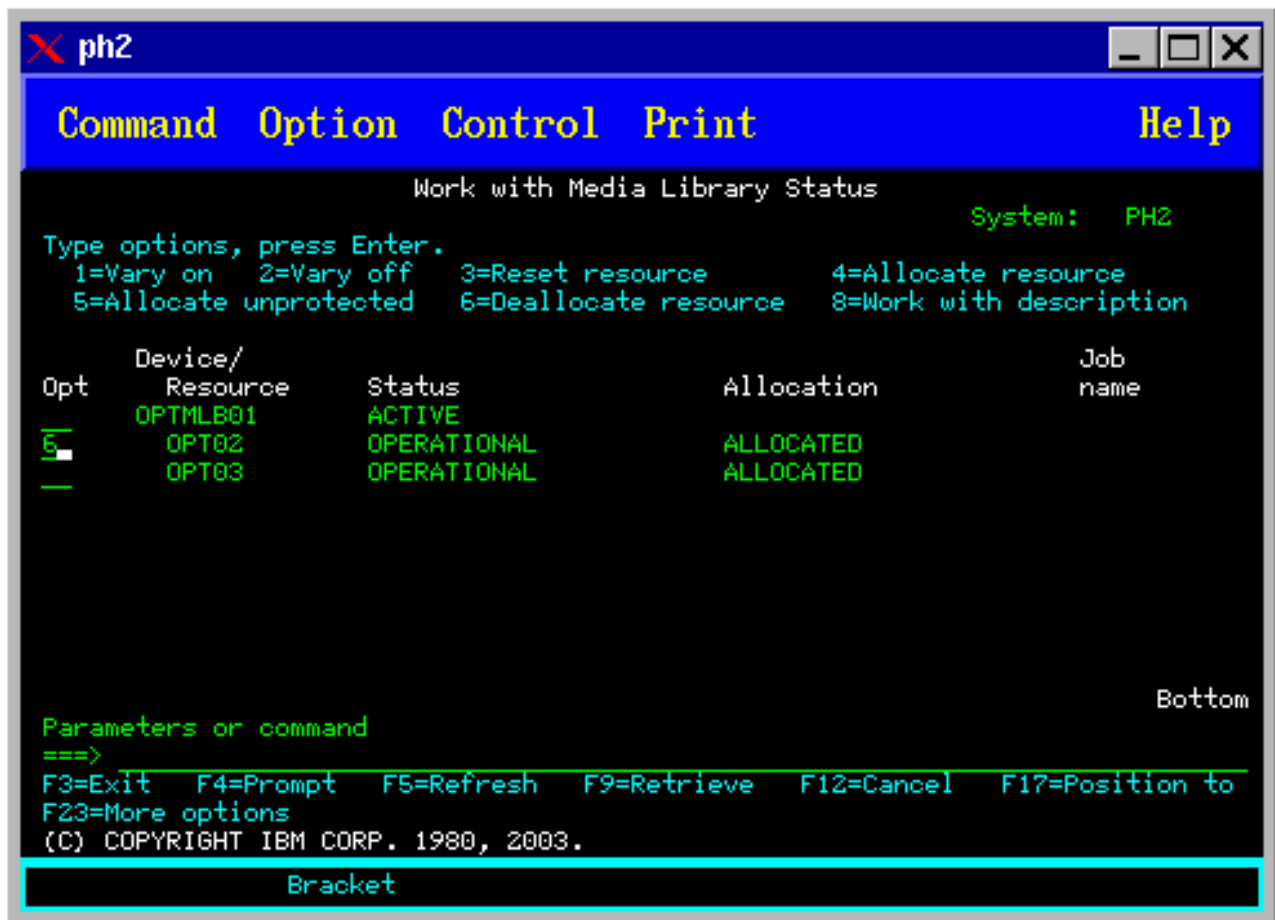 ph2
Command Option Control Print Help
Work with Media Library Status
System: PH2
Type options, press Enter.
1=Vary on 2=Vary off 3=Reset resource 4=Allocate resource
5=Allocate unprotected 6=Deallocate resource 8=Work with description
Device/ Job
Opt Resource Status Allocation name
OPTMLB01 ACTIVE
6 OPT02 OPERATIONAL ALLOCATED
OPT03 OPERATIONAL ALLOCATED
Bottom
Parameters or command
===>
F3=Exit F4=Prompt F5=Refresh F9=Retrieve F12=Cancel F17=Position to
F23=More options
(C) COPYRIGHT IBM CORP. 1980, 2003.
Bracket